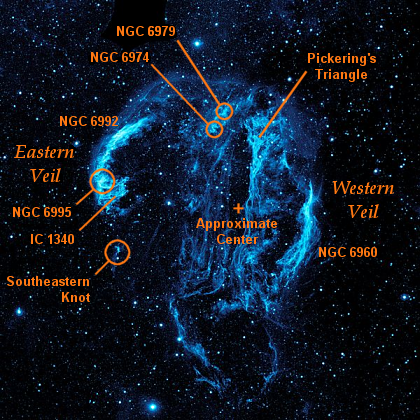 NGC 6979
NGC 6974
Pickering's
Triangle
NGC 6992
Eastern
Veil
Western
Veil
NGC 6995
Approximate
Center
IC 1340
NGC 6960
Southeastern
Knot